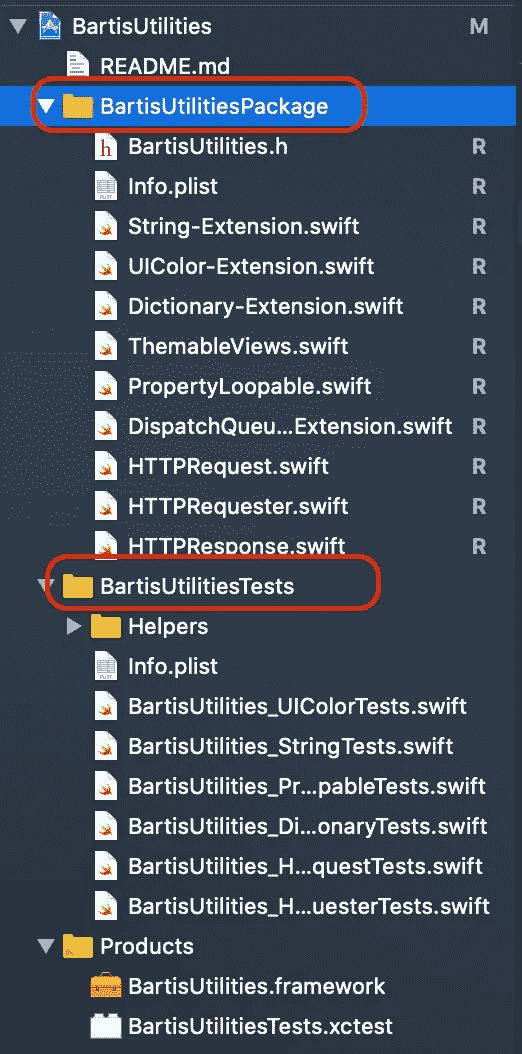 BartisUtilities M
README.md
BartisUtilitiesPackage
h BartisUtilities.h R
Info.plist R
String-Extension.swift R
UIColor-Extension.swift R
Dictionary-Extension.swift R
ThemableViews.swift R
PropertyLoopable.swift R
DispatchQueu...Extension.swift R
HTTPRequest.swift R
HTTPRequester.swift R
HTTPResponse.swift R
BartisUtilitiesTests
Helpers
Info.plist
BartisUtilities_UIColorTests.swift
BartisUtilities_StringTests.swift
BartisUtilities_Pr...pableTests.swift
BartisUtilities_Di...onaryTests.swift
BartisUtilities_H...questTests.swift
BartisUtilities_H...uesterTests.swift
Products
BartisUtilities.framework
BartisUtilitiesTests.xctest